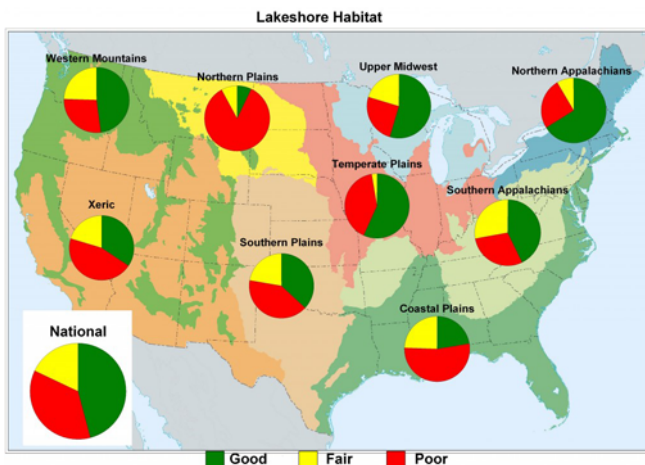 Lakeshore Habitat
Western Mountains
Northern Plains
Upper Midwest
Northern Appalachians
Temperate Plains
Southern Appalachians
Xeric
Southern Plains
Coastal Plains
National
Good Fair Poor